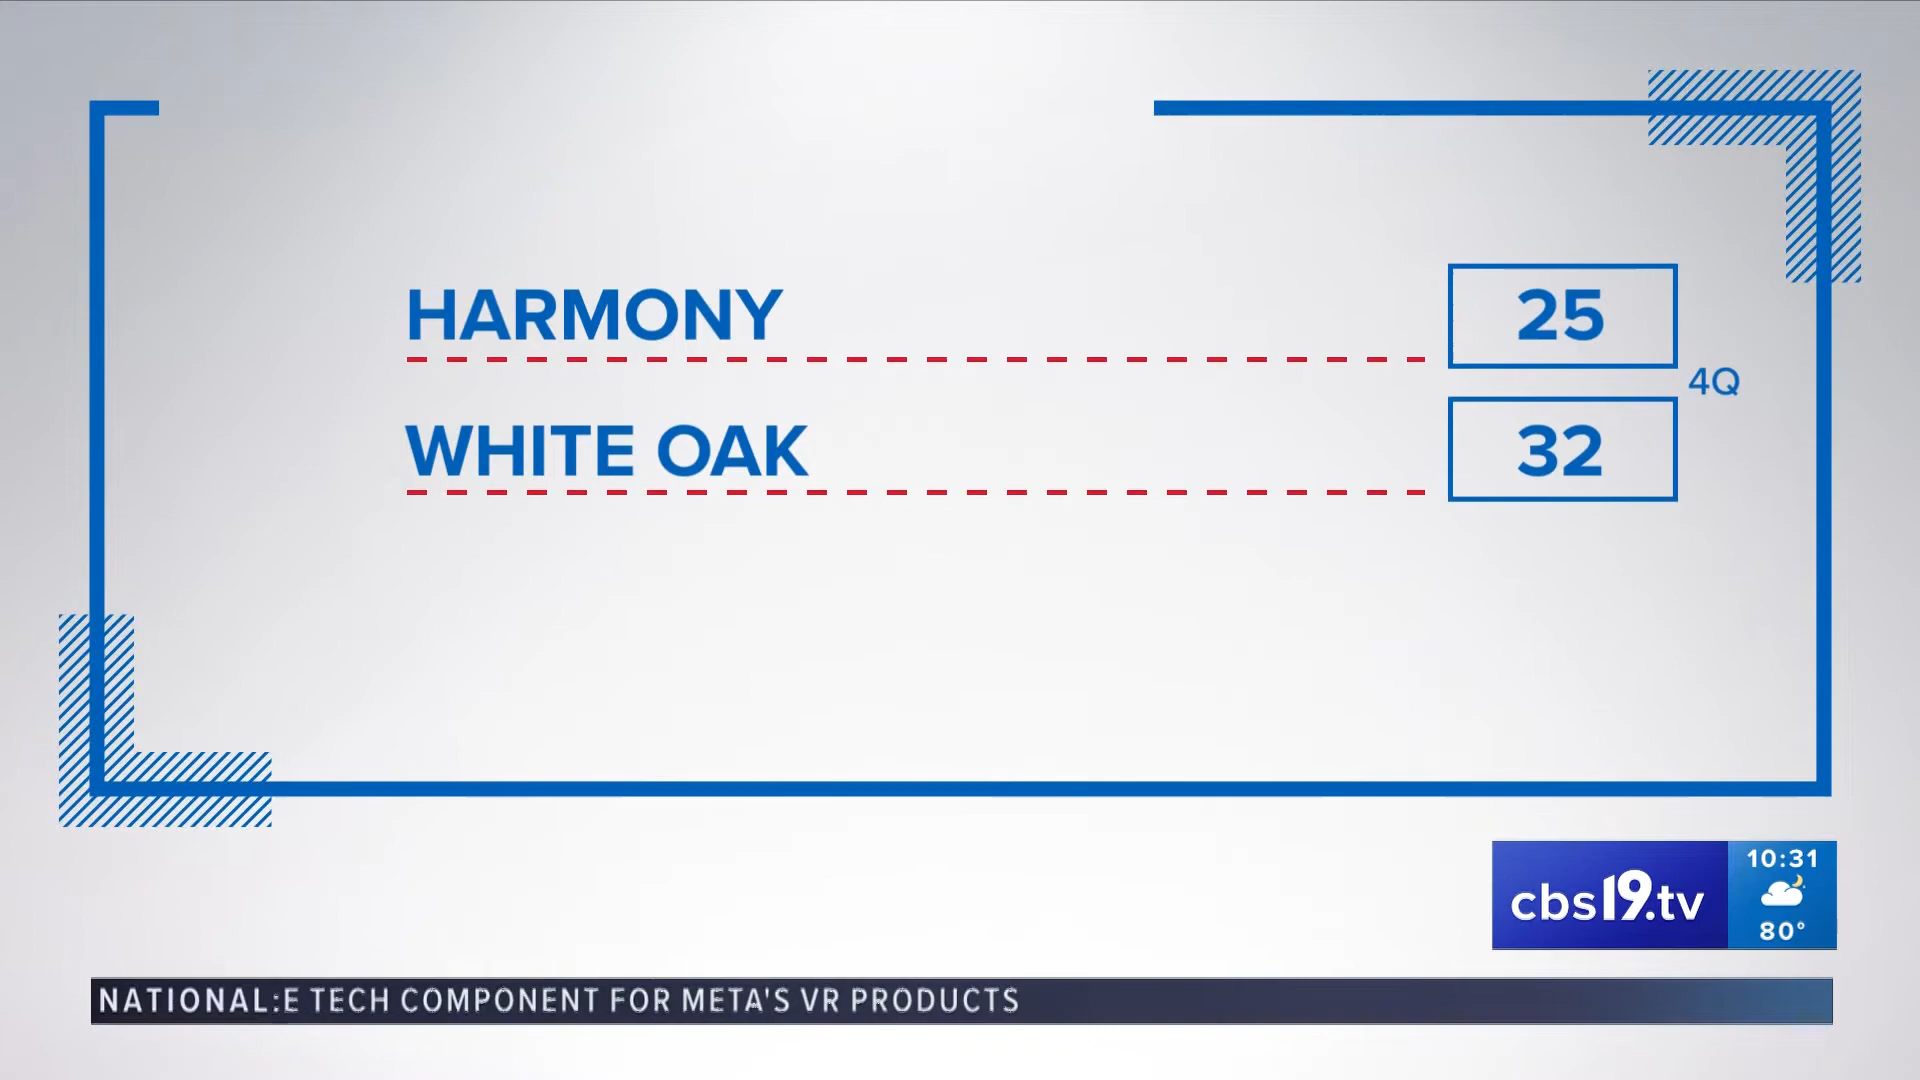 HARMONY
25
4Q
WHITE OAK
32
cbs19.tv
10:31
80°
NATIONAL:E TECH COMPONENT FOR META'S VR PRODUCTS